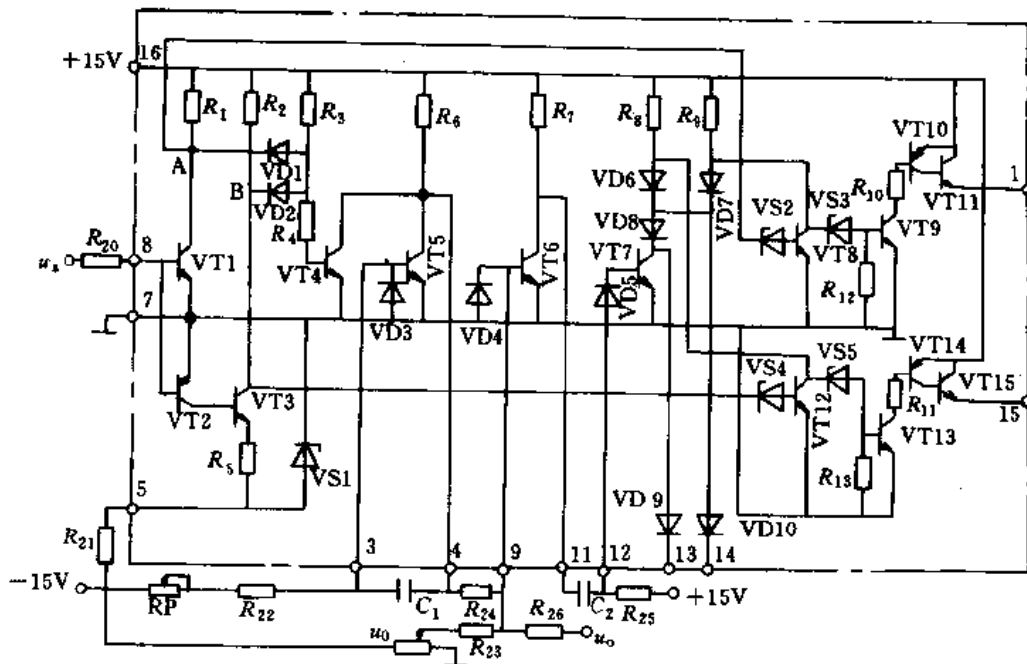 +15V
16
R₁
R₂
R₃
R₆
R₇
R₈
R₉
VT10
A
VD1
VD6
VD7
R₁₀
1
B
VD2
VS2
VS3
VT11
R₄
VD8
VT9
R₂₀
8
uₛ
VT1
VT4
VT5
VT6
VT7
VD5
VT8
R₁₂
7
VD3
VD4
VT14
VS5
VT2
VT3
VS4
VT15
VT12
R₁₁
15
R₅
VS1
VT13
R₁₃
5
VD9
VD10
R₂₁
3
4
9
11
12
13
14
−15V
RP
R₂₂
C₁
R₂₄
C₂
R₂₅
+15V
R₂₆
u₀
R₂₃
uₒ